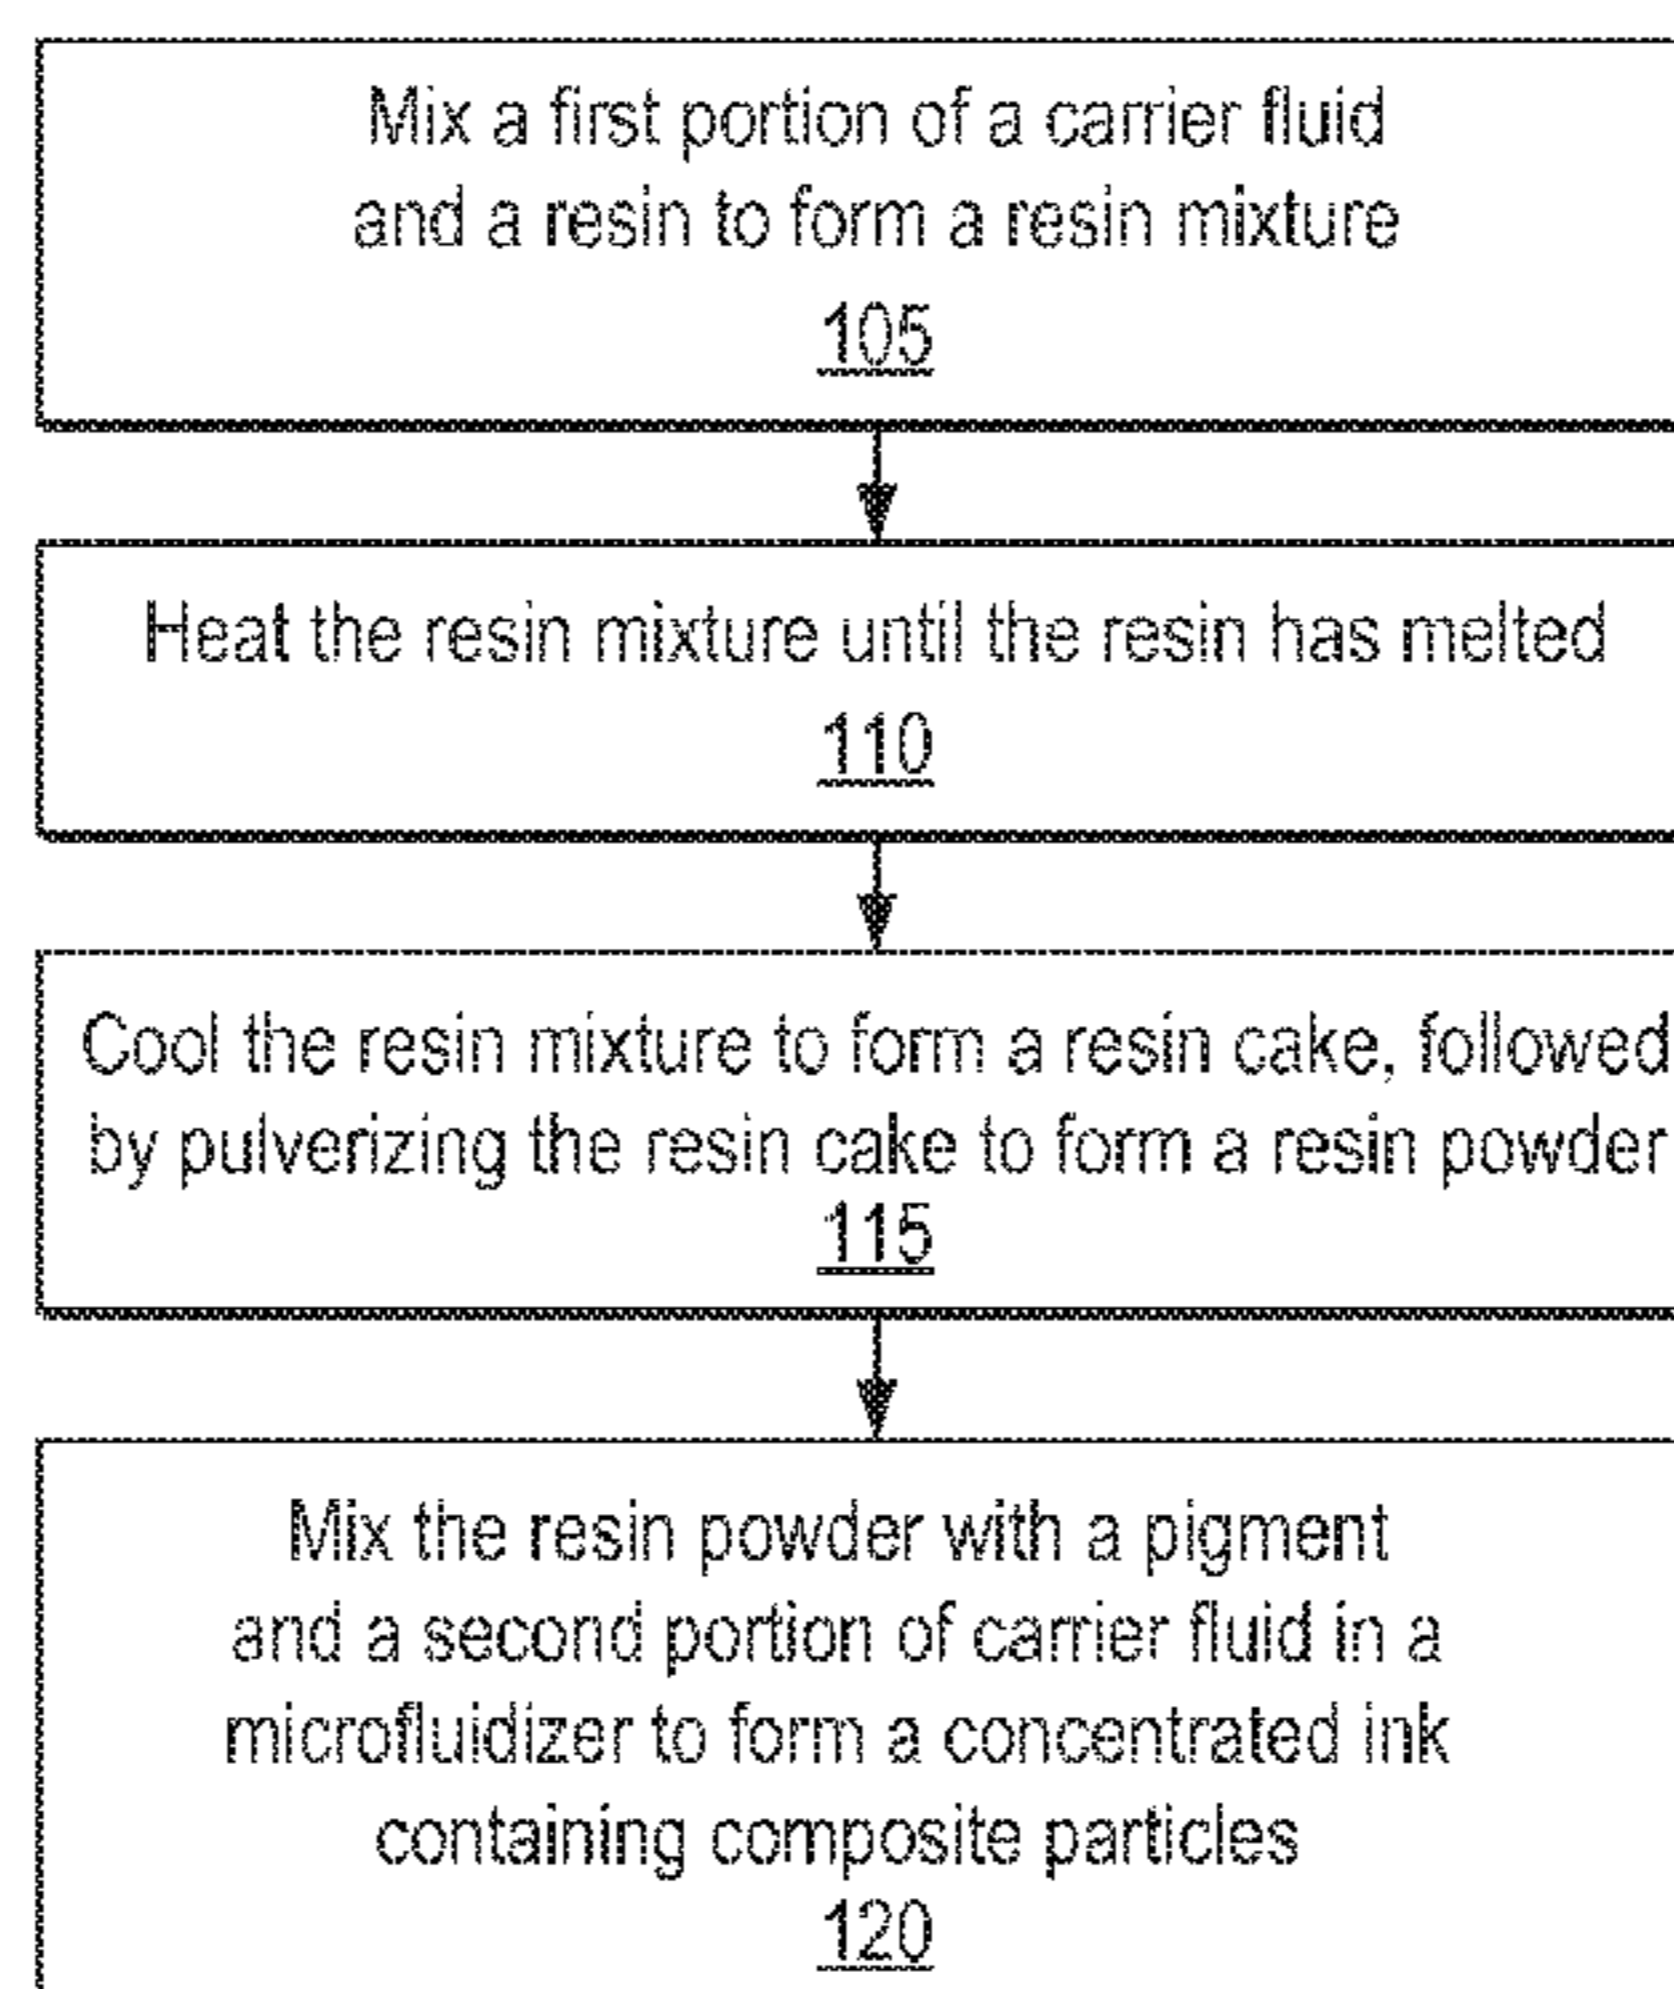 Mix a first portion of a carrier fluid
and a resin to form a resin mixture
105
Heat the resin mixture until the resin has melted
110
Cool the resin mixture to form a resin cake, followed
by pulverizing the resin cake to form a resin powder
115
Mix the resin powder with a pigment
and a second portion of carrier fluid in a
microfluidizer to form a concentrated ink
containing composite particles
120